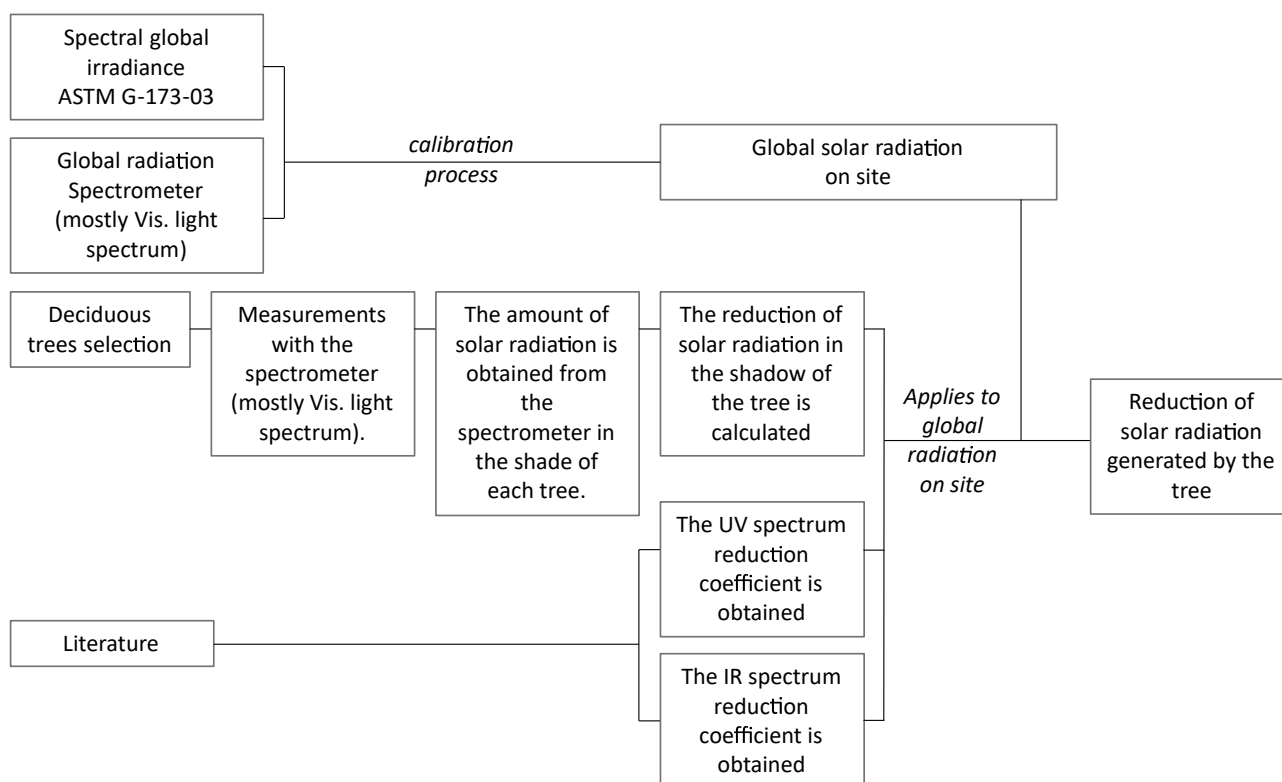 Spectral global
irradiance
ASTM G-173-03
Global radiation
Spectrometer
(mostly Vis. light
spectrum)
calibration
process
Global solar radiation
on site
Deciduous
trees selection
Measurements
with the
spectrometer
(mostly Vis. light
spectrum).
The amount of
solar radiation is
obtained from
the
spectrometer in
the shade of
each tree.
The reduction of
solar radiation in
the shadow of
the tree is
calculated
Applies to
global
radiation
on site
Reduction of
solar radiation
generated by the
tree
The UV spectrum
reduction
coefficient is
obtained
Literature
The IR spectrum
reduction
coefficient is
obtained